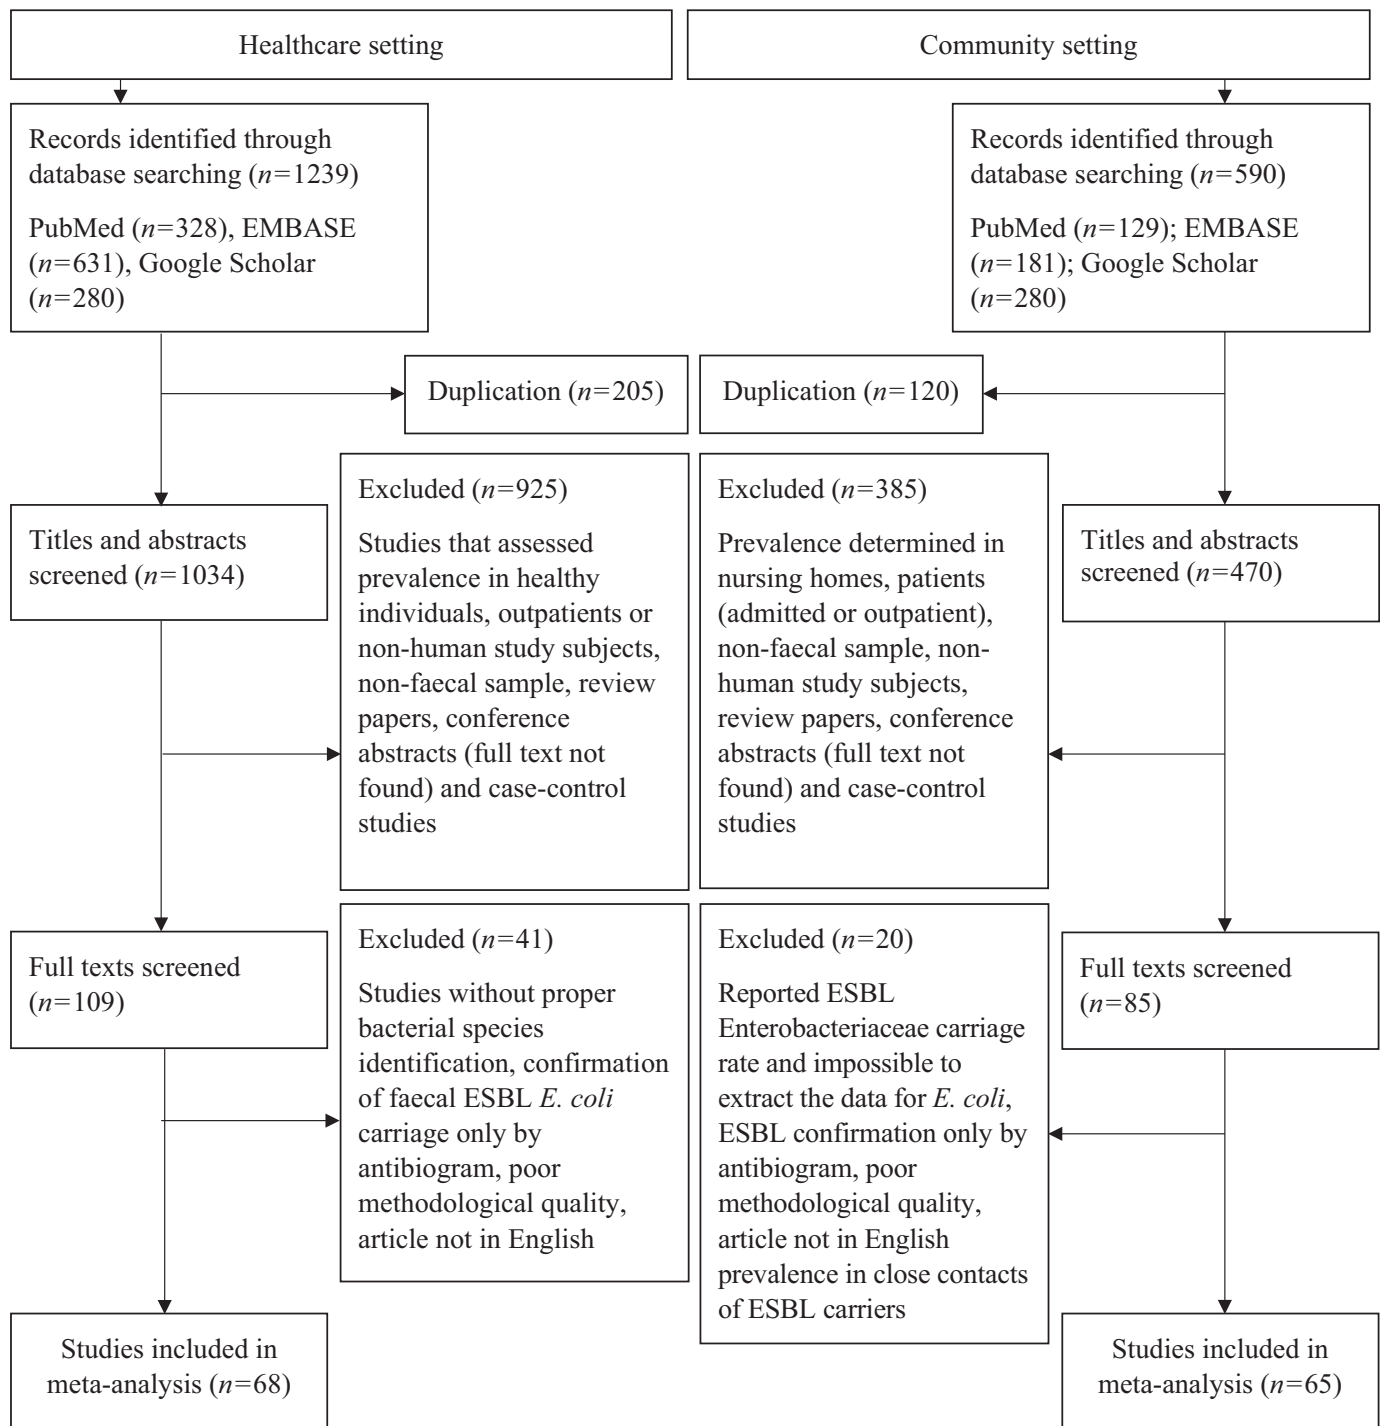 Healthcare setting
Community setting
Records identified through
database searching (n=1239)
PubMed (n=328), EMBASE
(n=631), Google Scholar
(n=280)
Records identified through
database searching (n=590)
PubMed (n=129); EMBASE
(n=181); Google Scholar
(n=280)
Duplication (n=205)
Duplication (n=120)
Titles and abstracts
screened (n=1034)
Excluded (n=925)
Studies that assessed
prevalence in healthy
individuals, outpatients or
non-human study subjects,
non-faecal sample, review
papers, conference
abstracts (full text not
found) and case-control
studies
Excluded (n=385)
Prevalence determined in
nursing homes, patients
(admitted or outpatient),
non-faecal sample, non-
human study subjects,
review papers, conference
abstracts (full text not
found) and case-control
studies
Titles and abstracts
screened (n=470)
Full texts screened
(n=109)
Excluded (n=41)
Studies without proper
bacterial species
identification, confirmation
of faecal ESBL E. coli
carriage only by
antibiogram, poor
methodological quality,
article not in English
Excluded (n=20)
Reported ESBL
Enterobacteriaceae carriage
rate and impossible to
extract the data for E. coli,
ESBL confirmation only by
antibiogram, poor
methodological quality,
article not in English
prevalence in close contacts
of ESBL carriers
Full texts screened
(n=85)
Studies included in
meta-analysis (n=68)
Studies included in
meta-analysis (n=65)